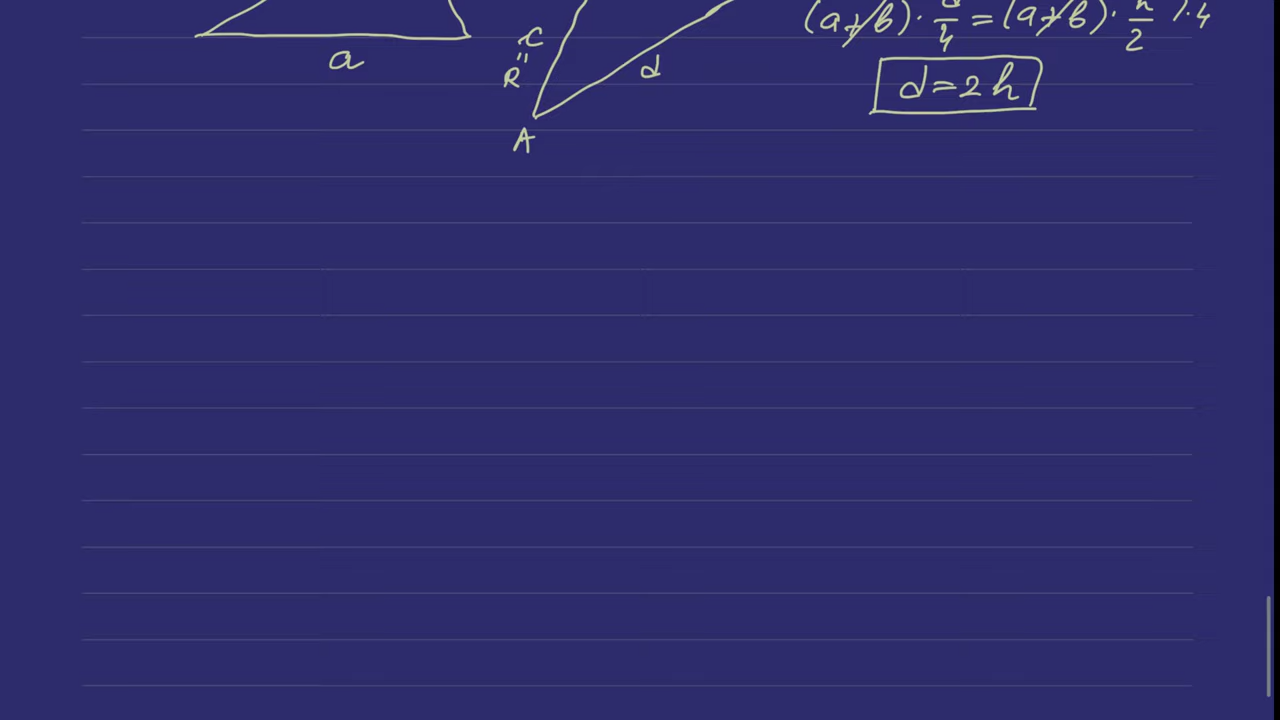 (a+b)·d/4=(a+b)·h/2 |·4
a
C
"
R
d
d=2h
A